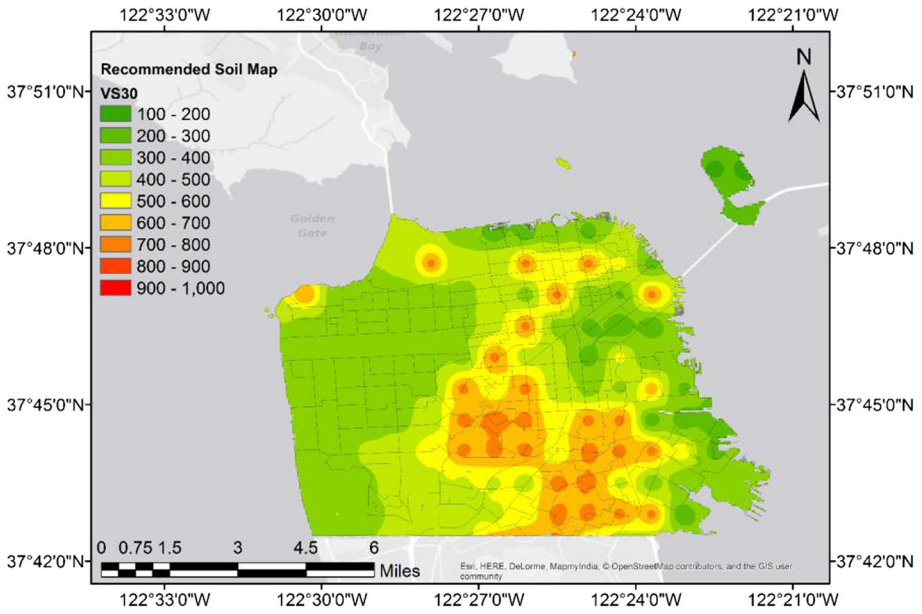 122°33'0"W 122°30'0"W 122°27'0"W 122°24'0"W 122°21'0"W
Bay
Recommended Soil Map
VS30
100 - 200
200 - 300
300 - 400
400 - 500
500 - 600
600 - 700
700 - 800
800 - 900
900 - 1,000
N
37°51'0"N 37°51'0"N
Golden
Gate
37°48'0"N 37°48'0"N
37°45'0"N 37°45'0"N
0 0.75 1.5 3 4.5 6
Miles
Esri, HERE, DeLorme, MapmyIndia, © OpenStreetMap contributors, and the GIS user
community
37°42'0"N 37°42'0"N
122°33'0"W 122°30'0"W 122°27'0"W 122°24'0"W 122°21'0"W